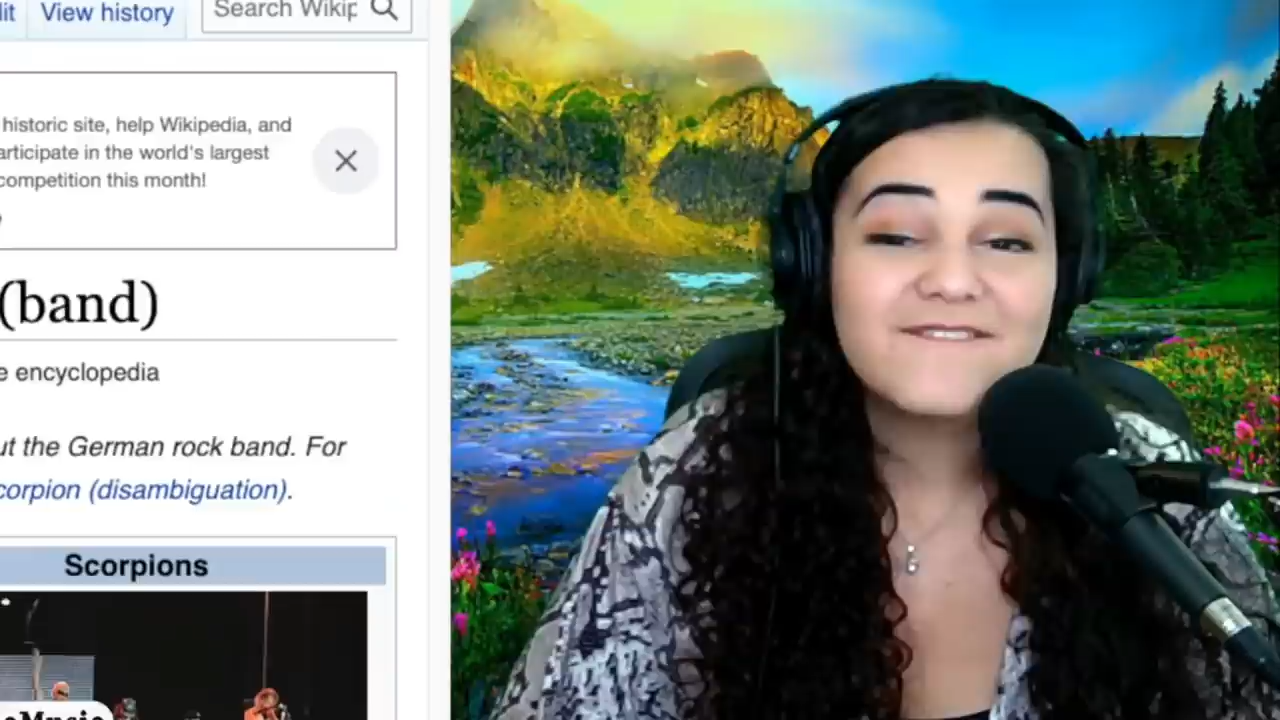 View history
Search Wikip
historic site, help Wikipedia, and
articipate in the world's largest
competition this month!
(band)
e encyclopedia
ut the German rock band. For
corpion (disambiguation).
Scorpions
eMusic